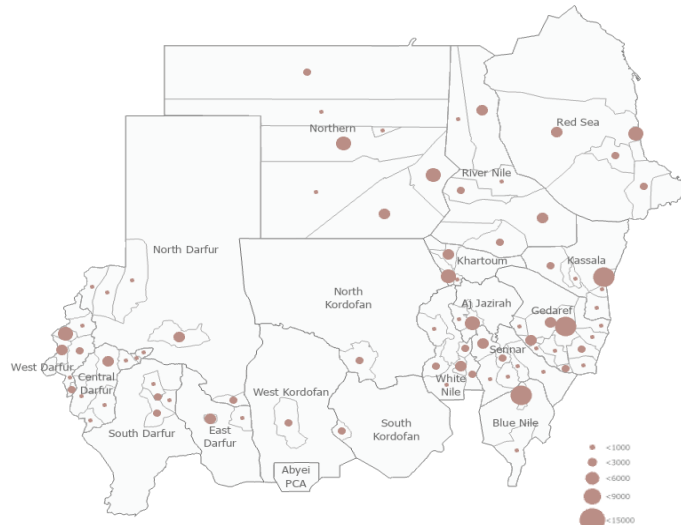 Red Sea
Northern
River Nile
North Darfur
Khartoum
Kassala
North
Kordofan
Aj Jazirah
Gedaref
West Darfur
Central
Darfur
Sennar
West Kordofan
White
Nile
South Darfur
East
Darfur
South
Kordofan
Blue Nile
Abyei
PCA
<1000
<3000
<6000
<9000
<15000